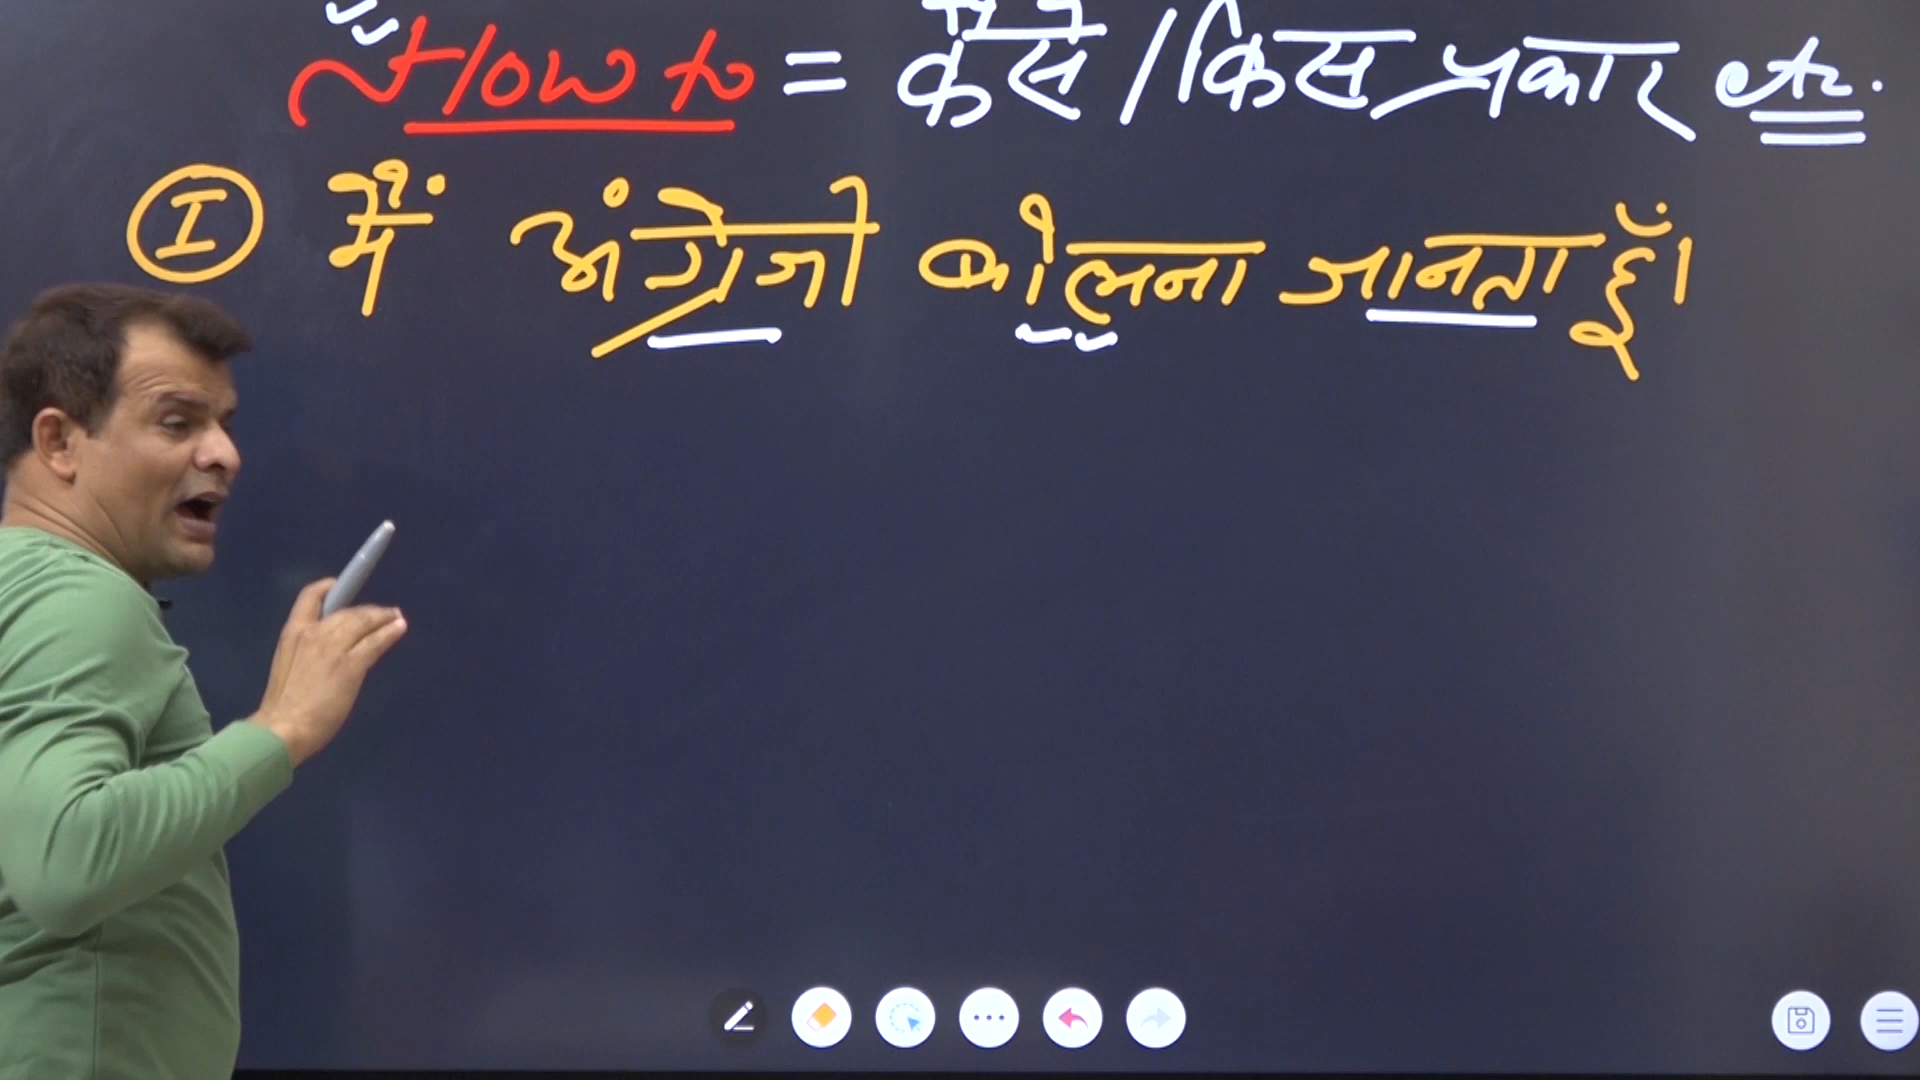 How to = कैसे / किस प्रकार etc.
I मैं अंग्रेजी बोलना जानता हूँ।